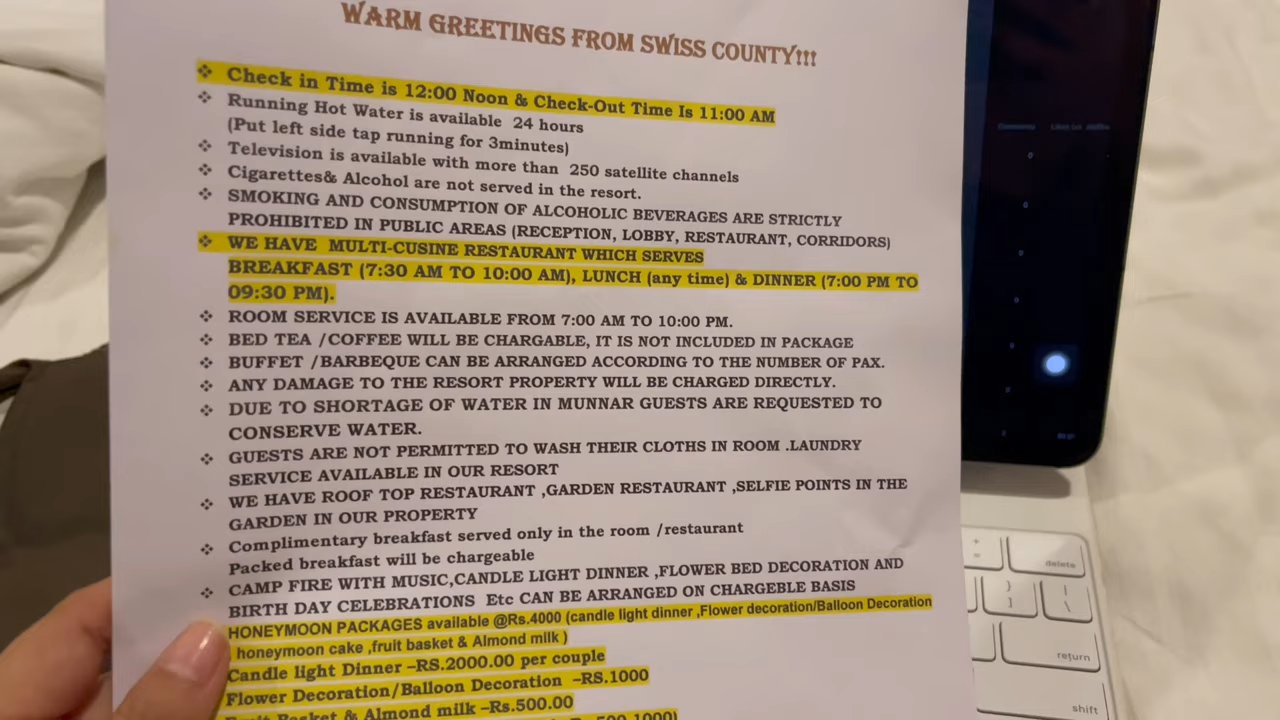 WARM GREETINGS FROM SWISS COUNTY!!!
❖ Check in Time is 12:00 Noon & Check-Out Time Is 11:00 AM
❖ Running Hot Water is available 24 hours
(Put left side tap running for 3minutes)
❖ Television is available with more than 250 satellite channels
❖ Cigarettes& Alcohol are not served in the resort.
❖ SMOKING AND CONSUMPTION OF ALCOHOLIC BEVERAGES ARE STRICTLY
PROHIBITED IN PUBLIC AREAS (RECEPTION, LOBBY, RESTAURANT, CORRIDORS)
❖ WE HAVE MULTI-CUSINE RESTAURANT WHICH SERVES
BREAKFAST (7:30 AM TO 10:00 AM), LUNCH (any time) & DINNER (7:00 PM TO
09:30 PM).
❖ ROOM SERVICE IS AVAILABLE FROM 7:00 AM TO 10:00 PM.
❖ BED TEA /COFFEE WILL BE CHARGABLE, IT IS NOT INCLUDED IN PACKAGE
❖ BUFFET /BARBEQUE CAN BE ARRANGED ACCORDING TO THE NUMBER OF PAX.
❖ ANY DAMAGE TO THE RESORT PROPERTY WILL BE CHARGED DIRECTLY.
❖ DUE TO SHORTAGE OF WATER IN MUNNAR GUESTS ARE REQUESTED TO
CONSERVE WATER.
❖ GUESTS ARE NOT PERMITTED TO WASH THEIR CLOTHS IN ROOM .LAUNDRY
SERVICE AVAILABLE IN OUR RESORT
❖ WE HAVE ROOF TOP RESTAURANT ,GARDEN RESTAURANT ,SELFIE POINTS IN THE
GARDEN IN OUR PROPERTY
❖ Complimentary breakfast served only in the room /restaurant
Packed breakfast will be chargeable
❖ CAMP FIRE WITH MUSIC,CANDLE LIGHT DINNER ,FLOWER BED DECORATION AND
BIRTH DAY CELEBRATIONS Etc CAN BE ARRANGED ON CHARGEBLE BASIS
HONEYMOON PACKAGES available @Rs.4000 (candle light dinner ,Flower decoration/Balloon Decoration
honeymoon cake ,fruit basket & Almond milk )
Candle light Dinner –RS.2000.00 per couple
Flower Decoration/Balloon Decoration –RS.1000
Fruit Basket & Almond milk –Rs.500.00
+
=
delete
}
]
|
\
return
shift